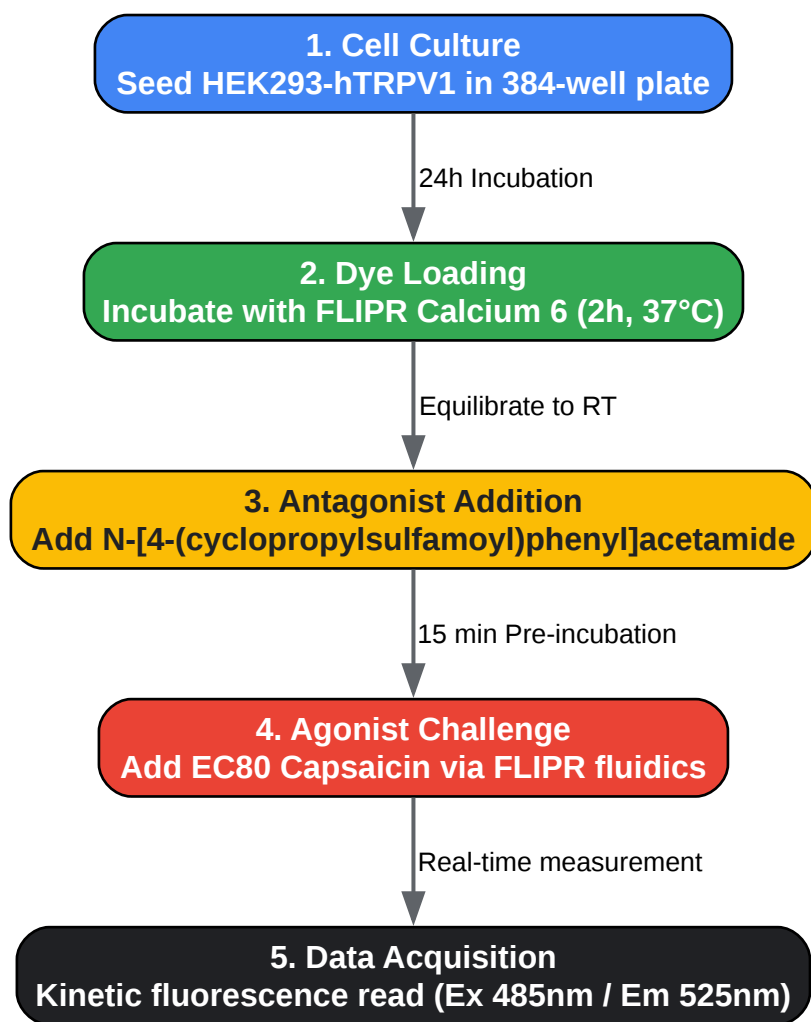 1. Cell Culture
Seed HEK293-hTRPV1 in 384-well plate
24h Incubation
2. Dye Loading
Incubate with FLIPR Calcium 6 (2h, 37°C)
Equilibrate to RT
3. Antagonist Addition
Add N-[4-(cyclopropylsulfamoyl)phenyl]acetamide
15 min Pre-incubation
4. Agonist Challenge
Add EC80 Capsaicin via FLIPR fluidics
Real-time measurement
5. Data Acquisition
Kinetic fluorescence read (Ex 485nm / Em 525nm)